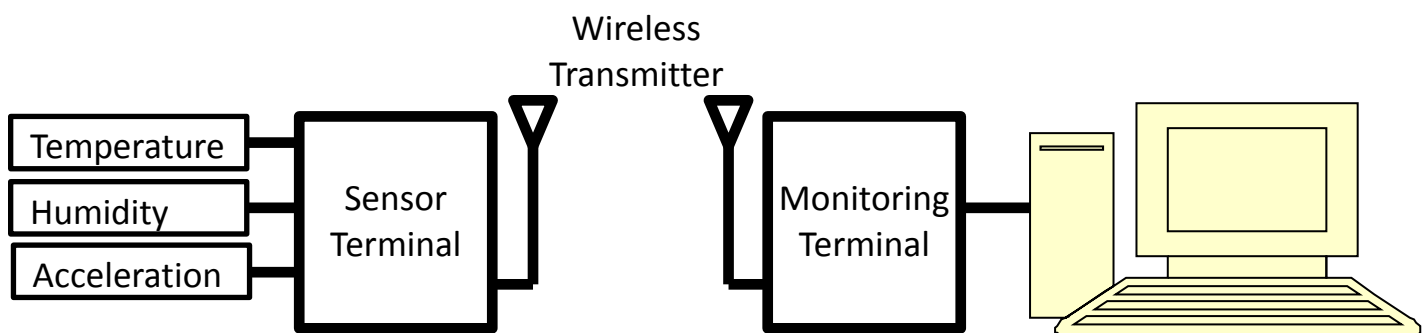 Wireless
Transmitter
Temperature
Humidity
Acceleration
Sensor
Terminal
Monitoring
Terminal